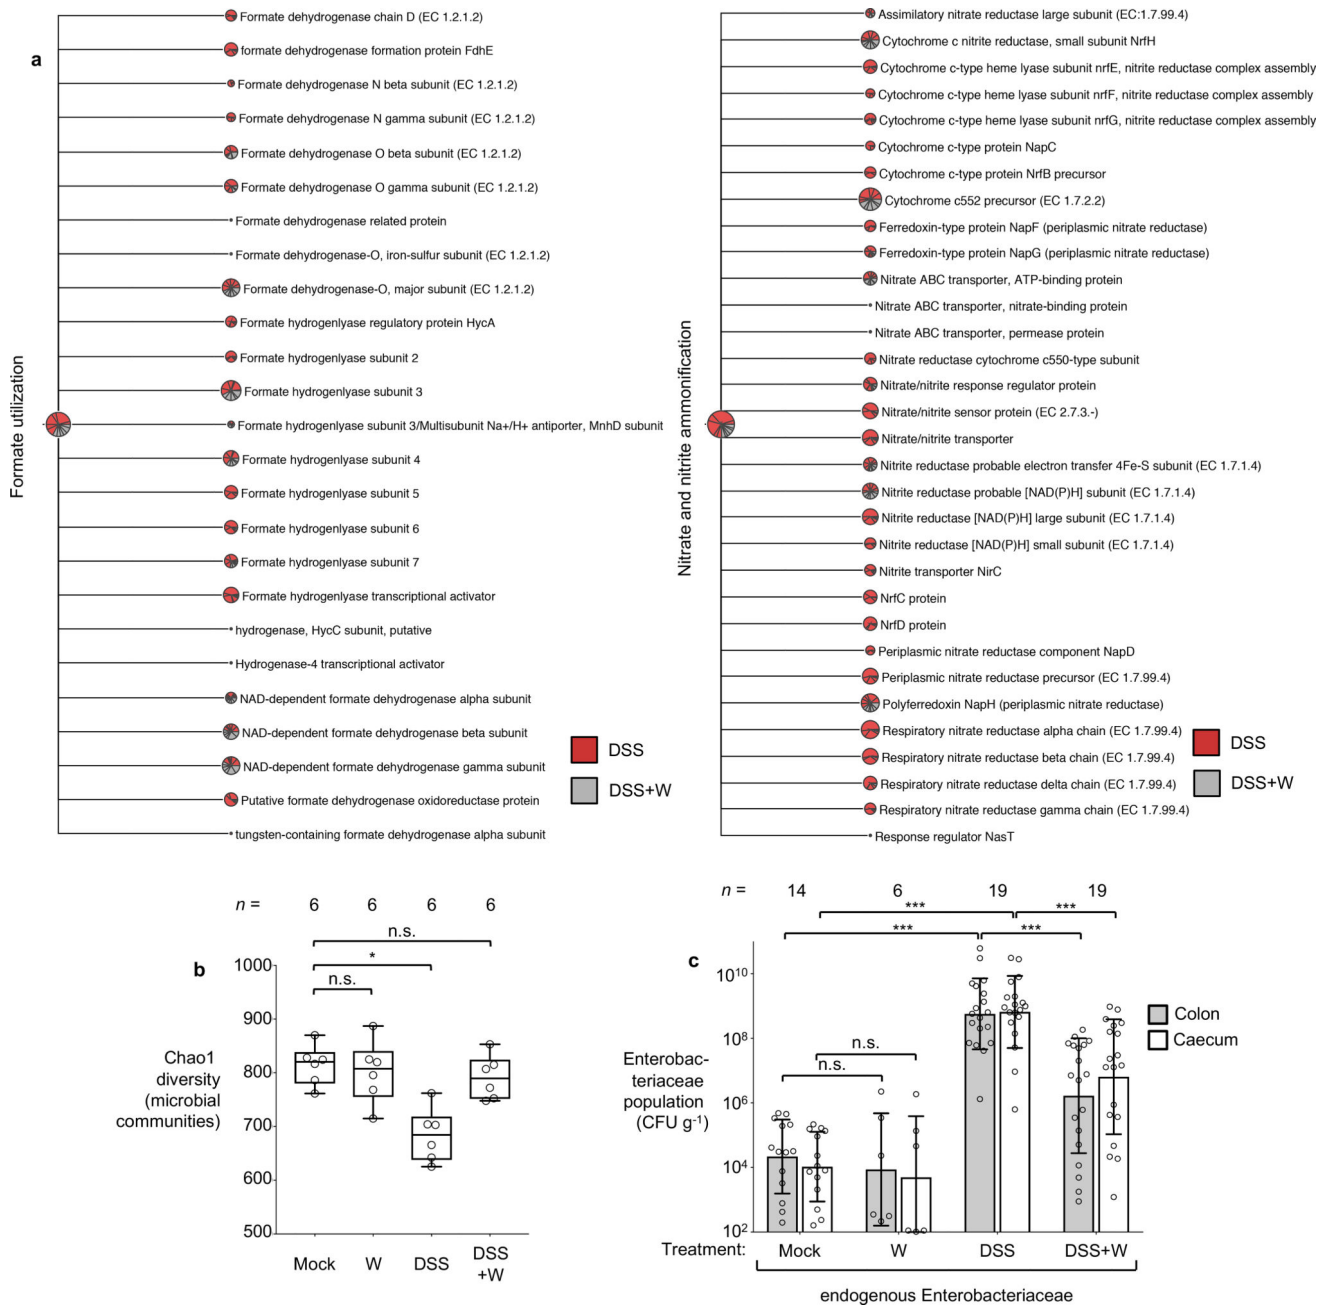 a
Formate utilization
Formate dehydrogenase chain D (EC 1.2.1.2)
formate dehydrogenase formation protein FdhE
Formate dehydrogenase N beta subunit (EC 1.2.1.2)
Formate dehydrogenase N gamma subunit (EC 1.2.1.2)
Formate dehydrogenase O beta subunit (EC 1.2.1.2)
Formate dehydrogenase O gamma subunit (EC 1.2.1.2)
Formate dehydrogenase related protein
Formate dehydrogenase-O, iron-sulfur subunit (EC 1.2.1.2)
Formate dehydrogenase-O, major subunit (EC 1.2.1.2)
Formate hydrogenlyase regulatory protein HycA
Formate hydrogenlyase subunit 2
Formate hydrogenlyase subunit 3
Formate hydrogenlyase subunit 3/Multisubunit Na+/H+ antiporter, MnhD subunit
Formate hydrogenlyase subunit 4
Formate hydrogenlyase subunit 5
Formate hydrogenlyase subunit 6
Formate hydrogenlyase subunit 7
Formate hydrogenlyase transcriptional activator
hydrogenase, HycC subunit, putative
Hydrogenase-4 transcriptional activator
NAD-dependent formate dehydrogenase alpha subunit
NAD-dependent formate dehydrogenase beta subunit
NAD-dependent formate dehydrogenase gamma subunit
Putative formate dehydrogenase oxidoreductase protein
tungsten-containing formate dehydrogenase alpha subunit
DSS
DSS+W
Nitrate and nitrite ammonification
Assimilatory nitrate reductase large subunit (EC:1.7.99.4)
Cytochrome c nitrite reductase, small subunit NrfH
Cytochrome c-type heme lyase subunit nrfE, nitrite reductase complex assembly
Cytochrome c-type heme lyase subunit nrfF, nitrite reductase complex assembly
Cytochrome c-type heme lyase subunit nrfG, nitrite reductase complex assembly
Cytochrome c-type protein NapC
Cytochrome c-type protein NrfB precursor
Cytochrome c552 precursor (EC 1.7.2.2)
Ferredoxin-type protein NapF (periplasmic nitrate reductase)
Ferredoxin-type protein NapG (periplasmic nitrate reductase)
Nitrate ABC transporter, ATP-binding protein
Nitrate ABC transporter, nitrate-binding protein
Nitrate ABC transporter, permease protein
Nitrate reductase cytochrome c550-type subunit
Nitrate/nitrite response regulator protein
Nitrate/nitrite sensor protein (EC 2.7.3.-)
Nitrate/nitrite transporter
Nitrite reductase probable electron transfer 4Fe-S subunit (EC 1.7.1.4)
Nitrite reductase probable [NAD(P)H] subunit (EC 1.7.1.4)
Nitrite reductase [NAD(P)H] large subunit (EC 1.7.1.4)
Nitrite reductase [NAD(P)H] small subunit (EC 1.7.1.4)
Nitrite transporter NirC
NrfC protein
NrfD protein
Periplasmic nitrate reductase component NapD
Periplasmic nitrate reductase precursor (EC 1.7.99.4)
Polyferredoxin NapH (periplasmic nitrate reductase)
Respiratory nitrate reductase alpha chain (EC 1.7.99.4)
Respiratory nitrate reductase beta chain (EC 1.7.99.4)
Respiratory nitrate reductase delta chain (EC 1.7.99.4)
Respiratory nitrate reductase gamma chain (EC 1.7.99.4)
Response regulator NasT
DSS
DSS+W
b
n = 6 6 6 6
n.s.
*
n.s.
Chao1
diversity
(microbial
communities)
1000
900
800
700
600
500
Mock W DSS DSS
+W
c
n = 14 6 19 19
*** ***
*** ***
n.s.
n.s.
Enterobac-
teriaceae
population
(CFU g⁻¹)
10¹⁰
10⁸
10⁶
10⁴
10²
Colon
Caecum
Treatment: Mock W DSS DSS+W
endogenous Enterobacteriaceae